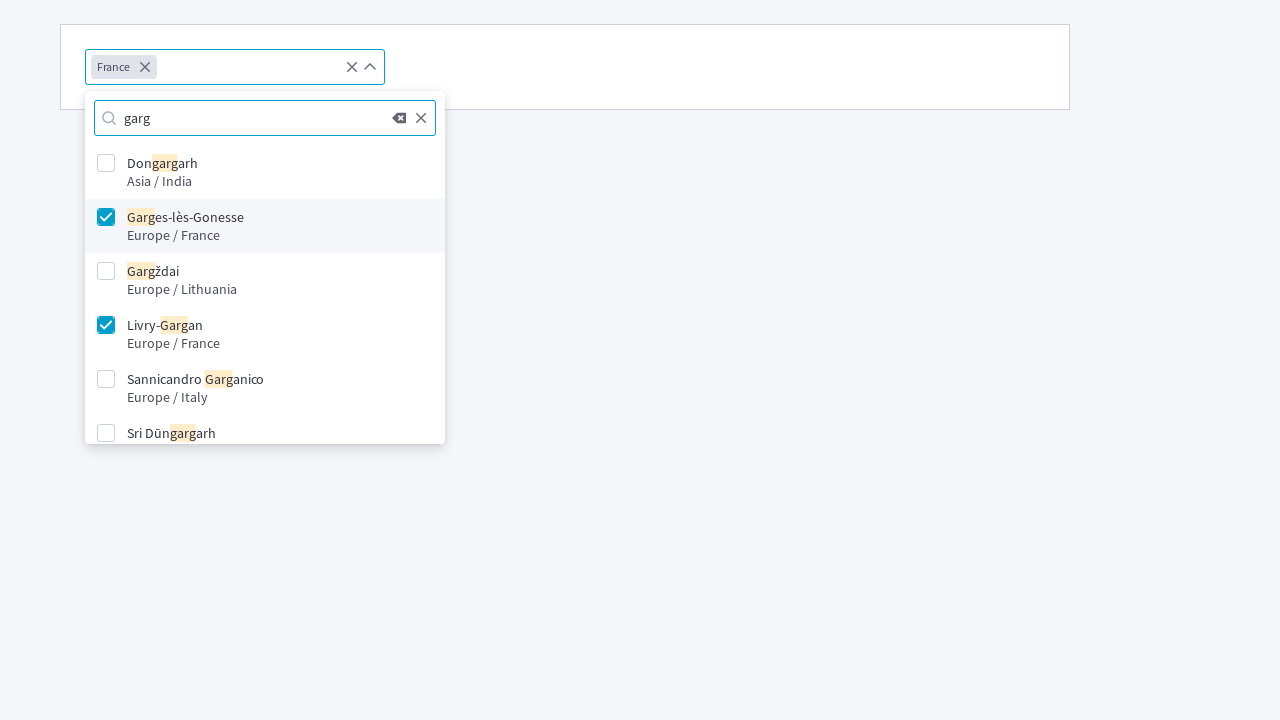 France
garg
Dongargarh
Asia / India
Garges-lès-Gonesse
Europe / France
Gargždai
Europe / Lithuania
Livry-Gargan
Europe / France
Sannicandro Garganico
Europe / Italy
Sri Dūngargarh